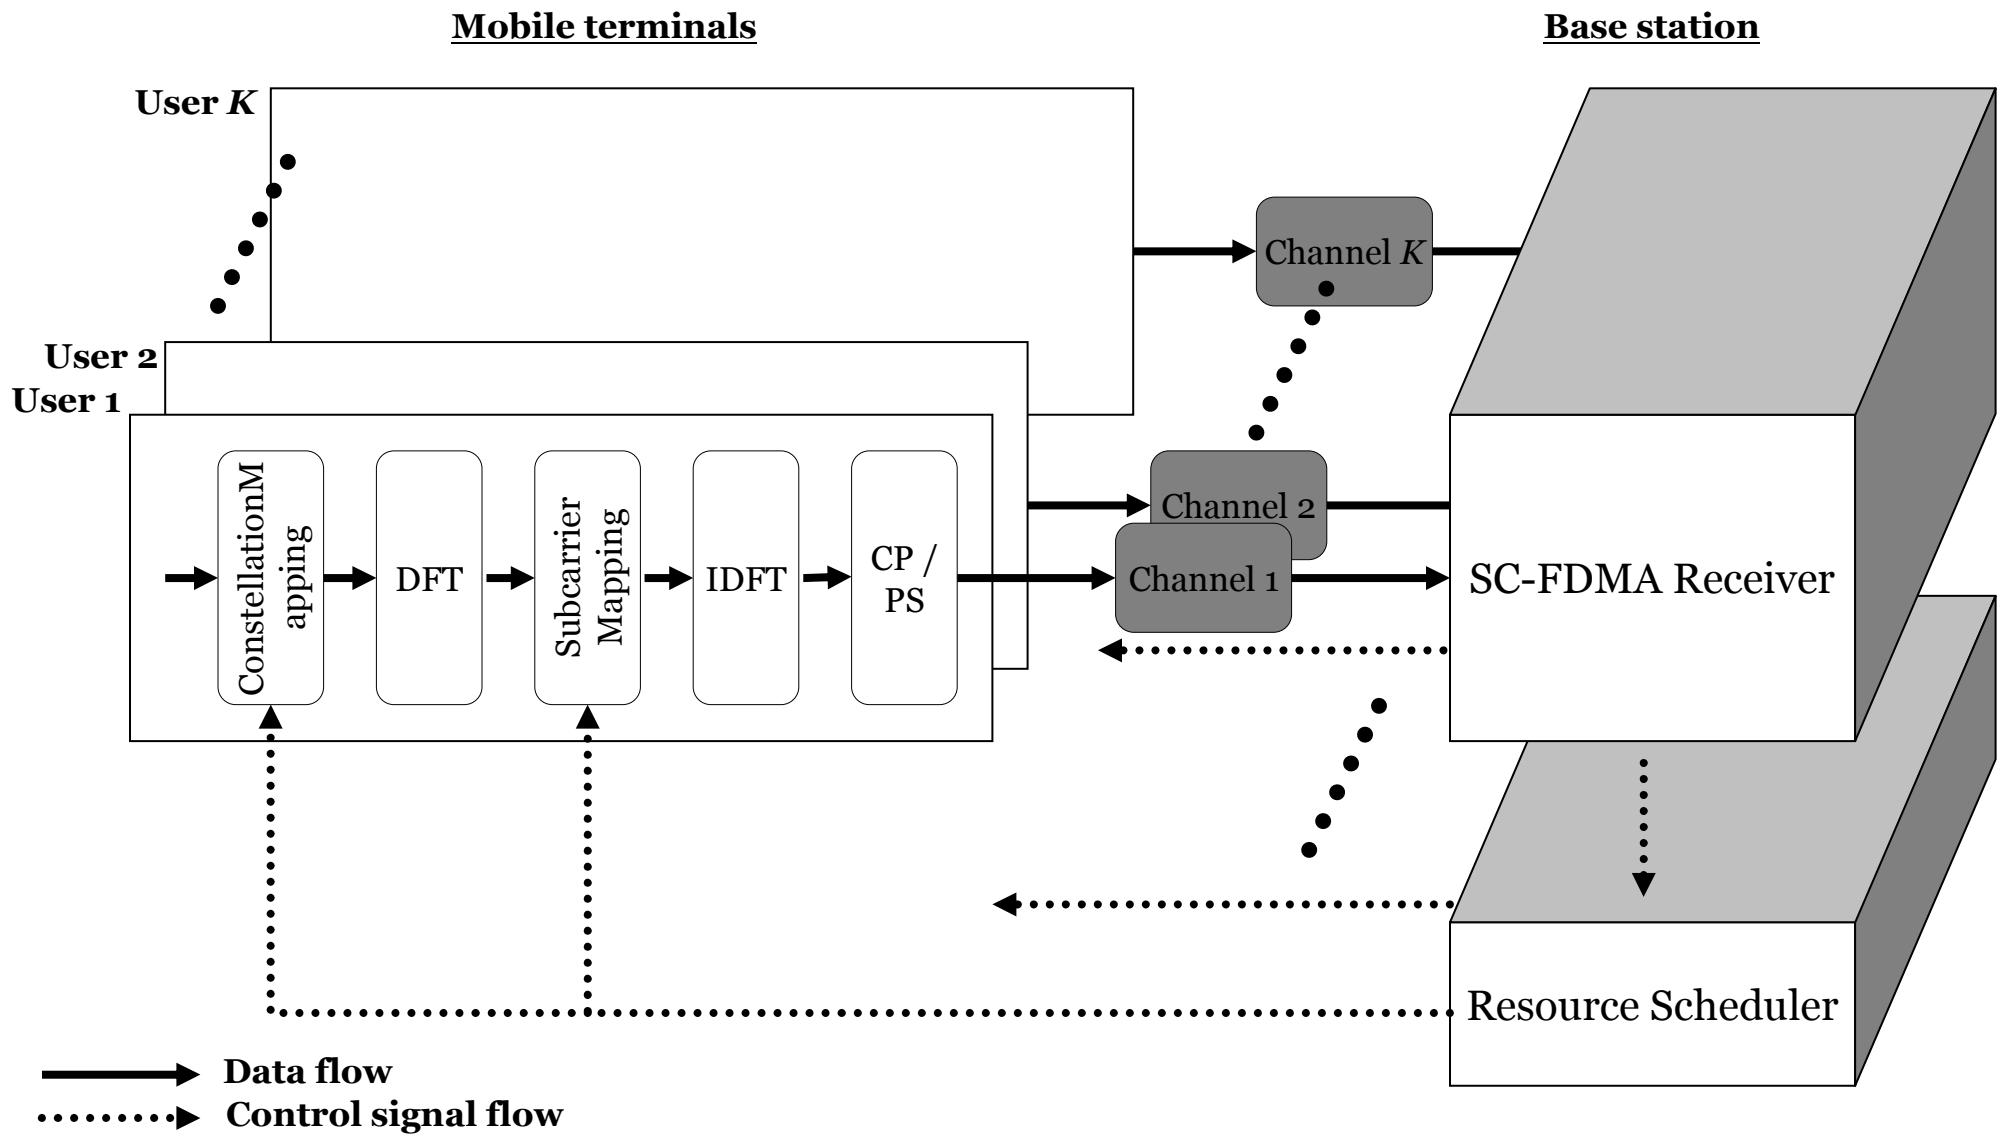 Mobile terminals
Base station
User K
Channel K
User 2
User 1
ConstellationM
apping
DFT
Subcarrier
Mapping
IDFT
CP /
PS
Channel 2
Channel 1
SC-FDMA Receiver
Resource Scheduler
Data flow
Control signal flow